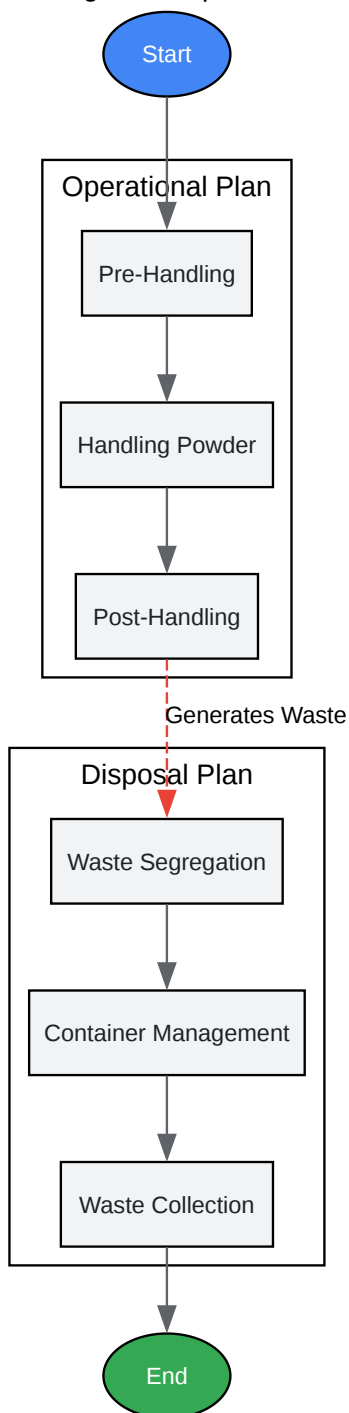 Start
Operational Plan
Pre-Handling
Handling Powder
Post-Handling
Generates Waste
Disposal Plan
Waste Segregation
Container Management
Waste Collection
End